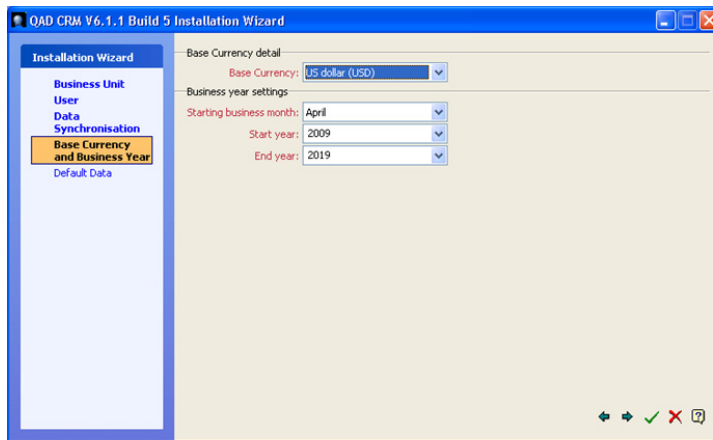 QAD CRM V6.1.1 Build 5 Installation Wizard
Installation Wizard
Business Unit
User
Data
Synchronisation
Base Currency
and Business Year
Default Data
Base Currency detail
Base Currency: US dollar (USD)
Business year settings
Starting business month: April
Start year: 2009
End year: 2019